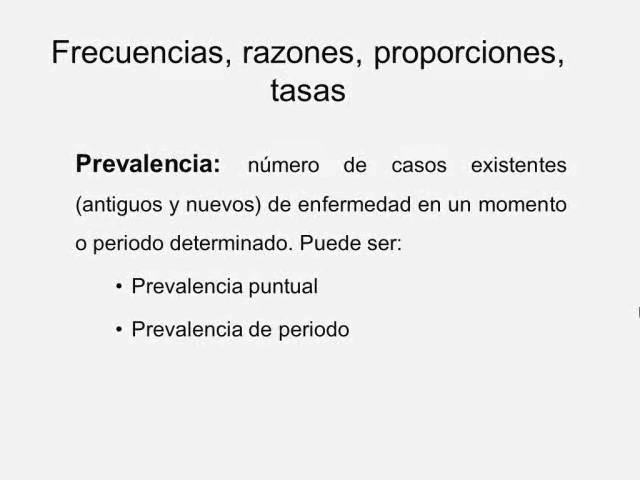 Frecuencias, razones, proporciones,
tasas
Prevalencia: número de casos existentes
(antiguos y nuevos) de enfermedad en un momento
o periodo determinado. Puede ser:
• Prevalencia puntual
• Prevalencia de periodo